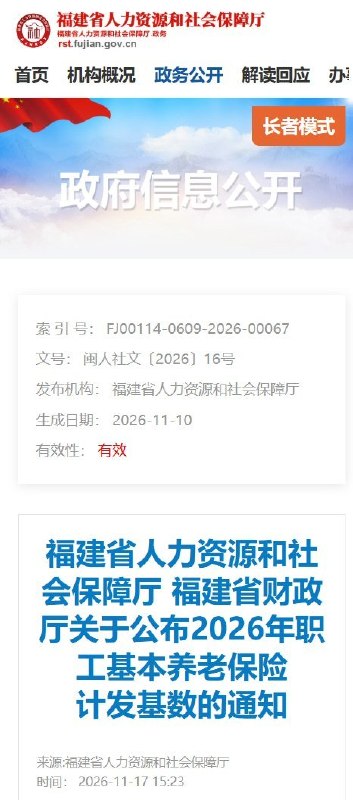 福建省人力资源和社会保障厅
福建省人力资源和社会保障厅 政务
rst.fujian.gov.cn
首页 机构概况 政务公开 解读回应 办事
长者模式
政府信息公开
索 引 号： FJ00114-0609-2026-00067
文号： 闽人社文〔2026〕16号
发布机构： 福建省人力资源和社会保障厅
生成日期： 2026-11-10
有效性： 有效
福建省人力资源和社
会保障厅 福建省财政
厅关于公布2026年职
工基本养老保险
计发基数的通知
来源:福建省人力资源和社会保障厅
时间： 2026-11-17 15:23